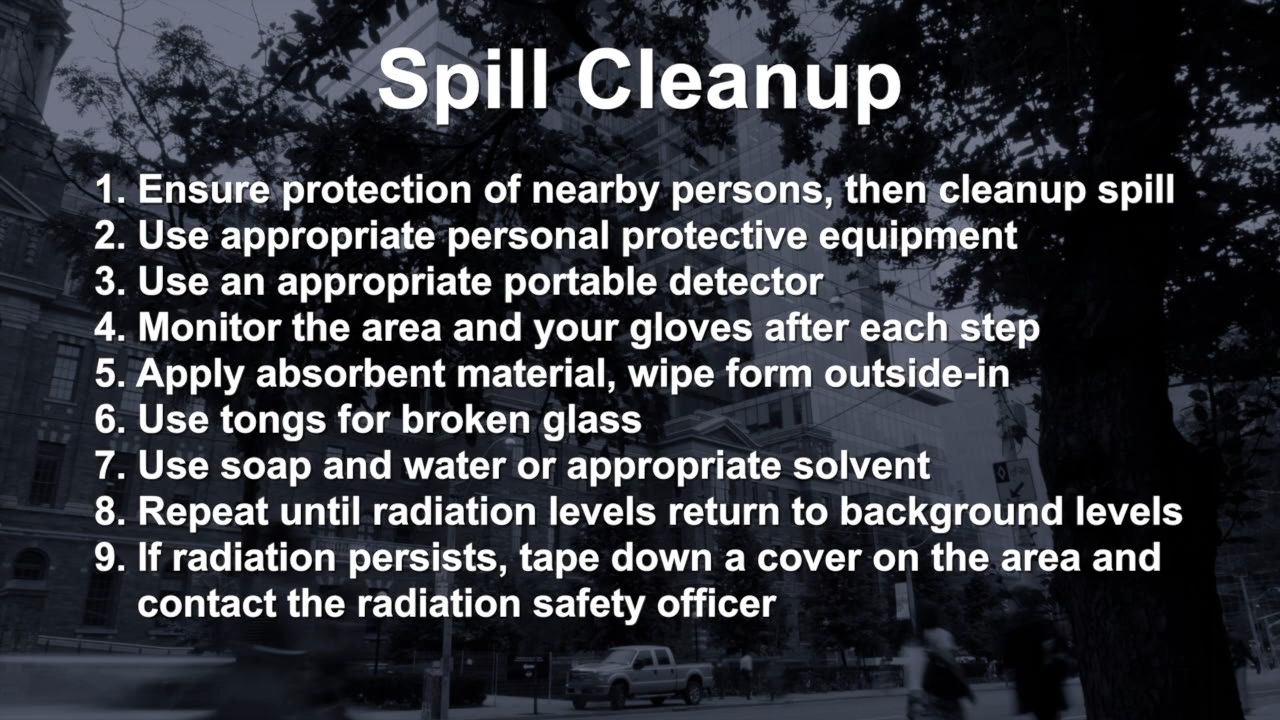 Spill Cleanup
1. Ensure protection of nearby persons, then cleanup spill
2. Use appropriate personal protective equipment
3. Use an appropriate portable detector
4. Monitor the area and your gloves after each step
5. Apply absorbent material, wipe form outside-in
6. Use tongs for broken glass
7. Use soap and water or appropriate solvent
8. Repeat until radiation levels return to background levels
9. If radiation persists, tape down a cover on the area and
contact the radiation safety officer